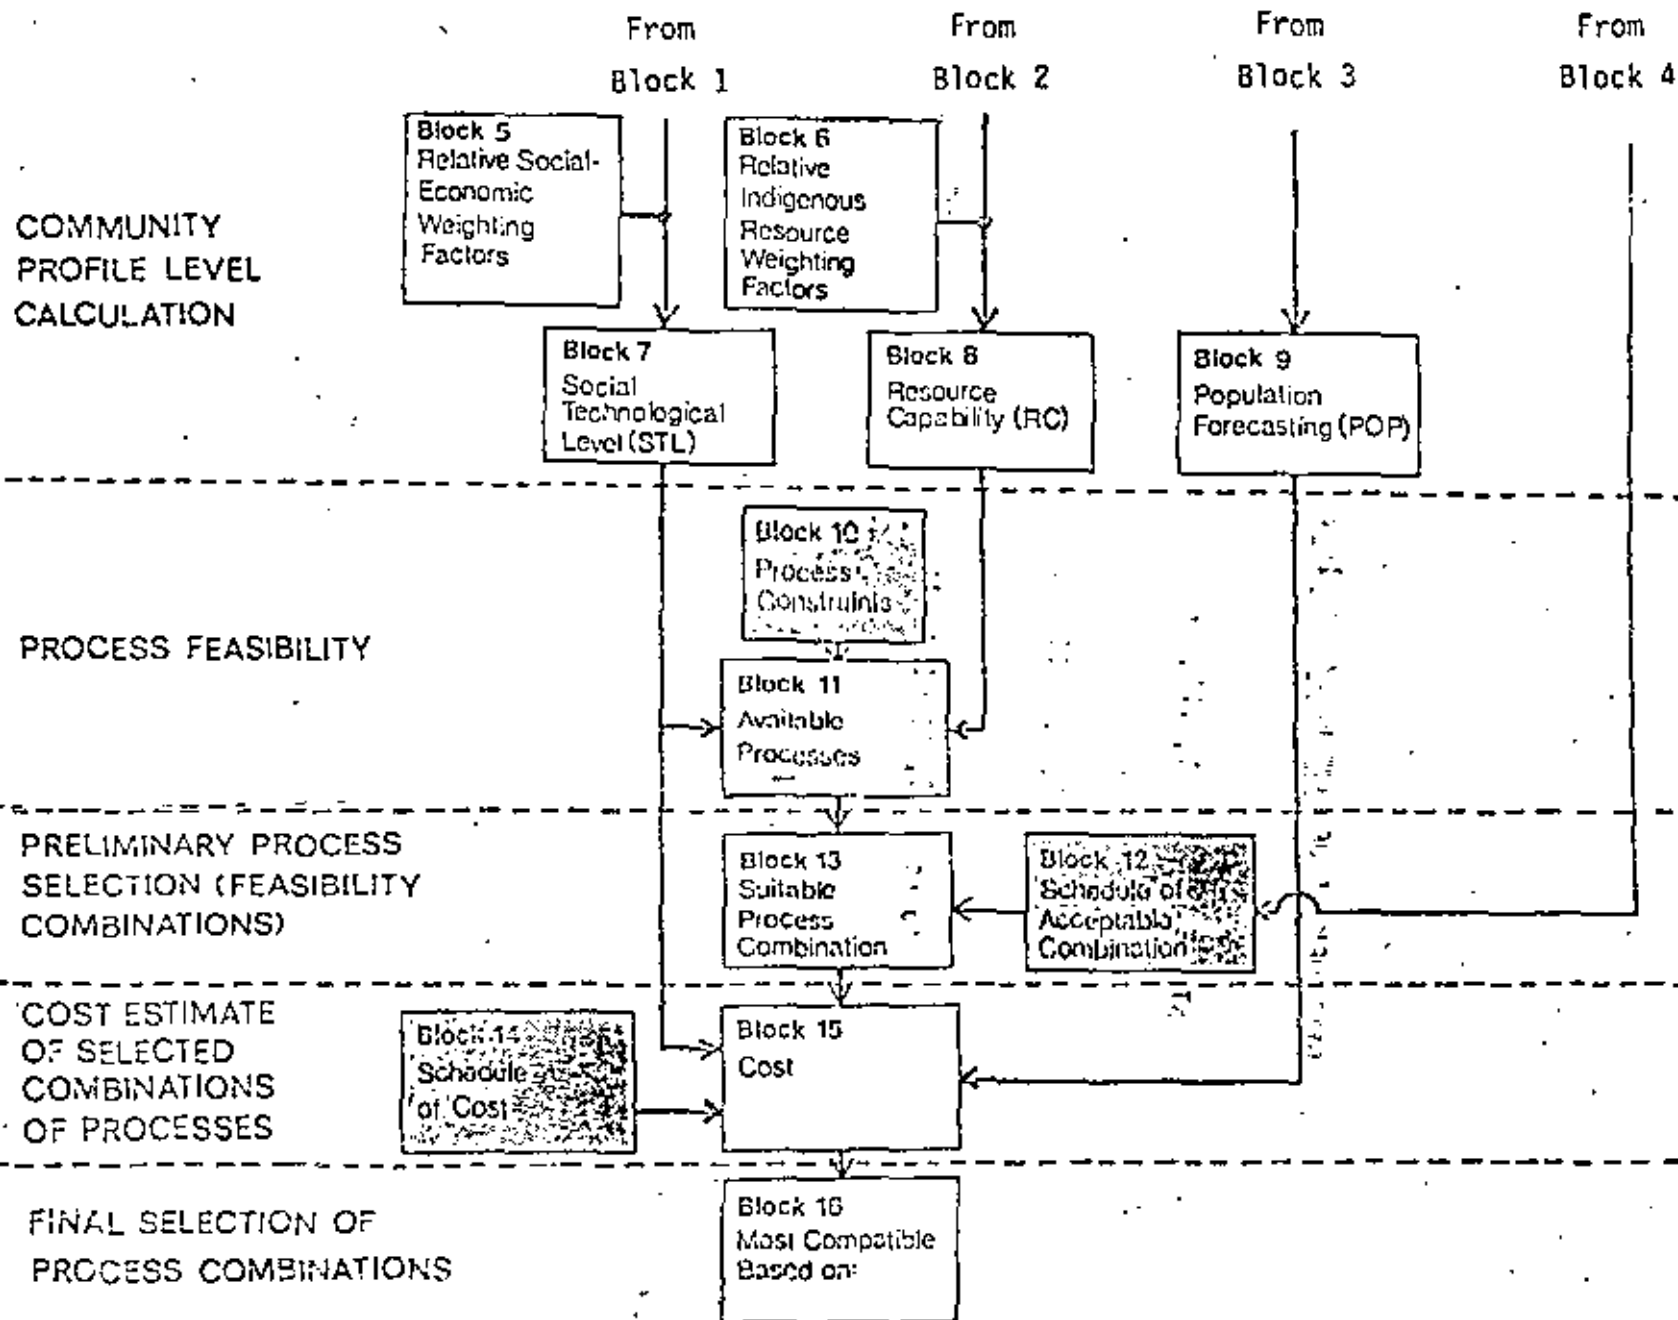 From
Block 1
From
Block 2
From
Block 3
From
Block 4
COMMUNITY
PROFILE LEVEL
CALCULATION
Block 5
Relative Social-
Economic
Weighting
Factors
Block 6
Relative
Indigenous
Resource
Weighting
Factors
Block 7
Social
Technological
Level (STL)
Block 8
Resource
Capability (RC)
Block 9
Population
Forecasting (POP)
PROCESS FEASIBILITY
Block 10
Process
Constraints
Block 11
Available
Processes
PRELIMINARY PROCESS
SELECTION (FEASIBILITY
COMBINATIONS)
Block 13
Suitable
Process
Combination
Block 12
Schedule of
Acceptable
Combination
COST ESTIMATE
OF SELECTED
COMBINATIONS
OF PROCESSES
Block 14
Schedule
of Cost
Block 15
Cost
FINAL SELECTION OF
PROCESS COMBINATIONS
Block 16
Most Compatible
Based on: